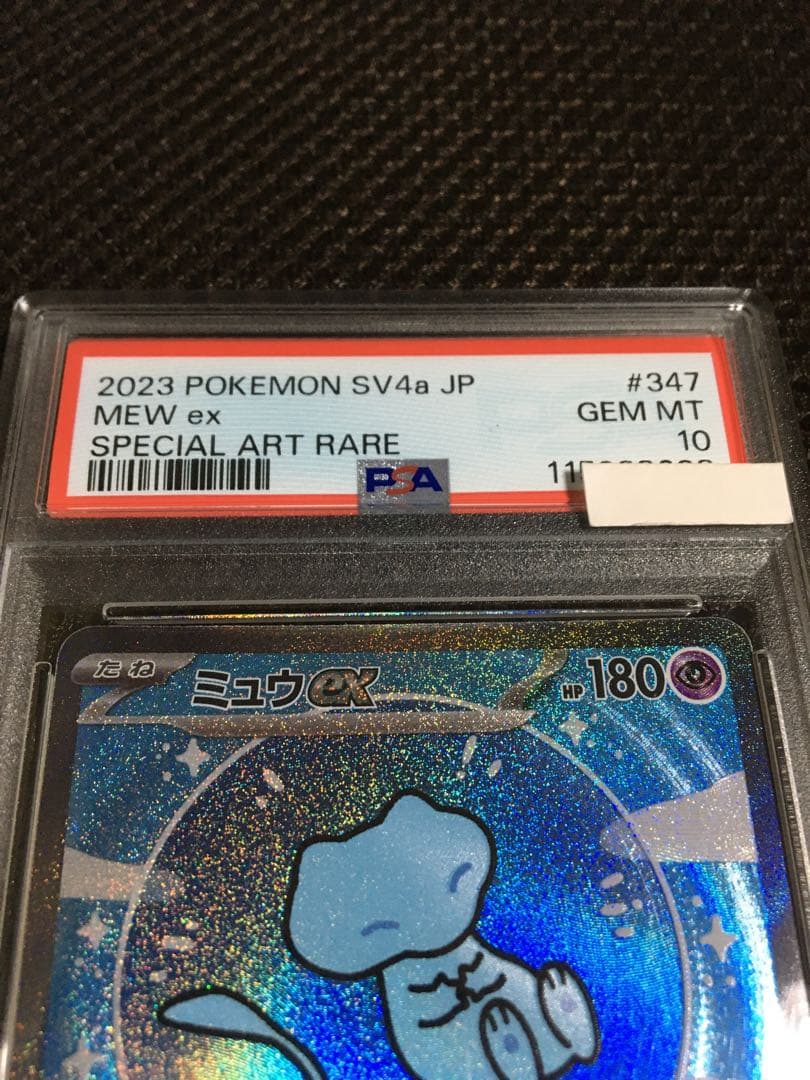 2023 POKEMON SV4a JP #347
MEW ex GEM MT
SPECIAL ART RARE 10
PSA
たね ミュウex HP180